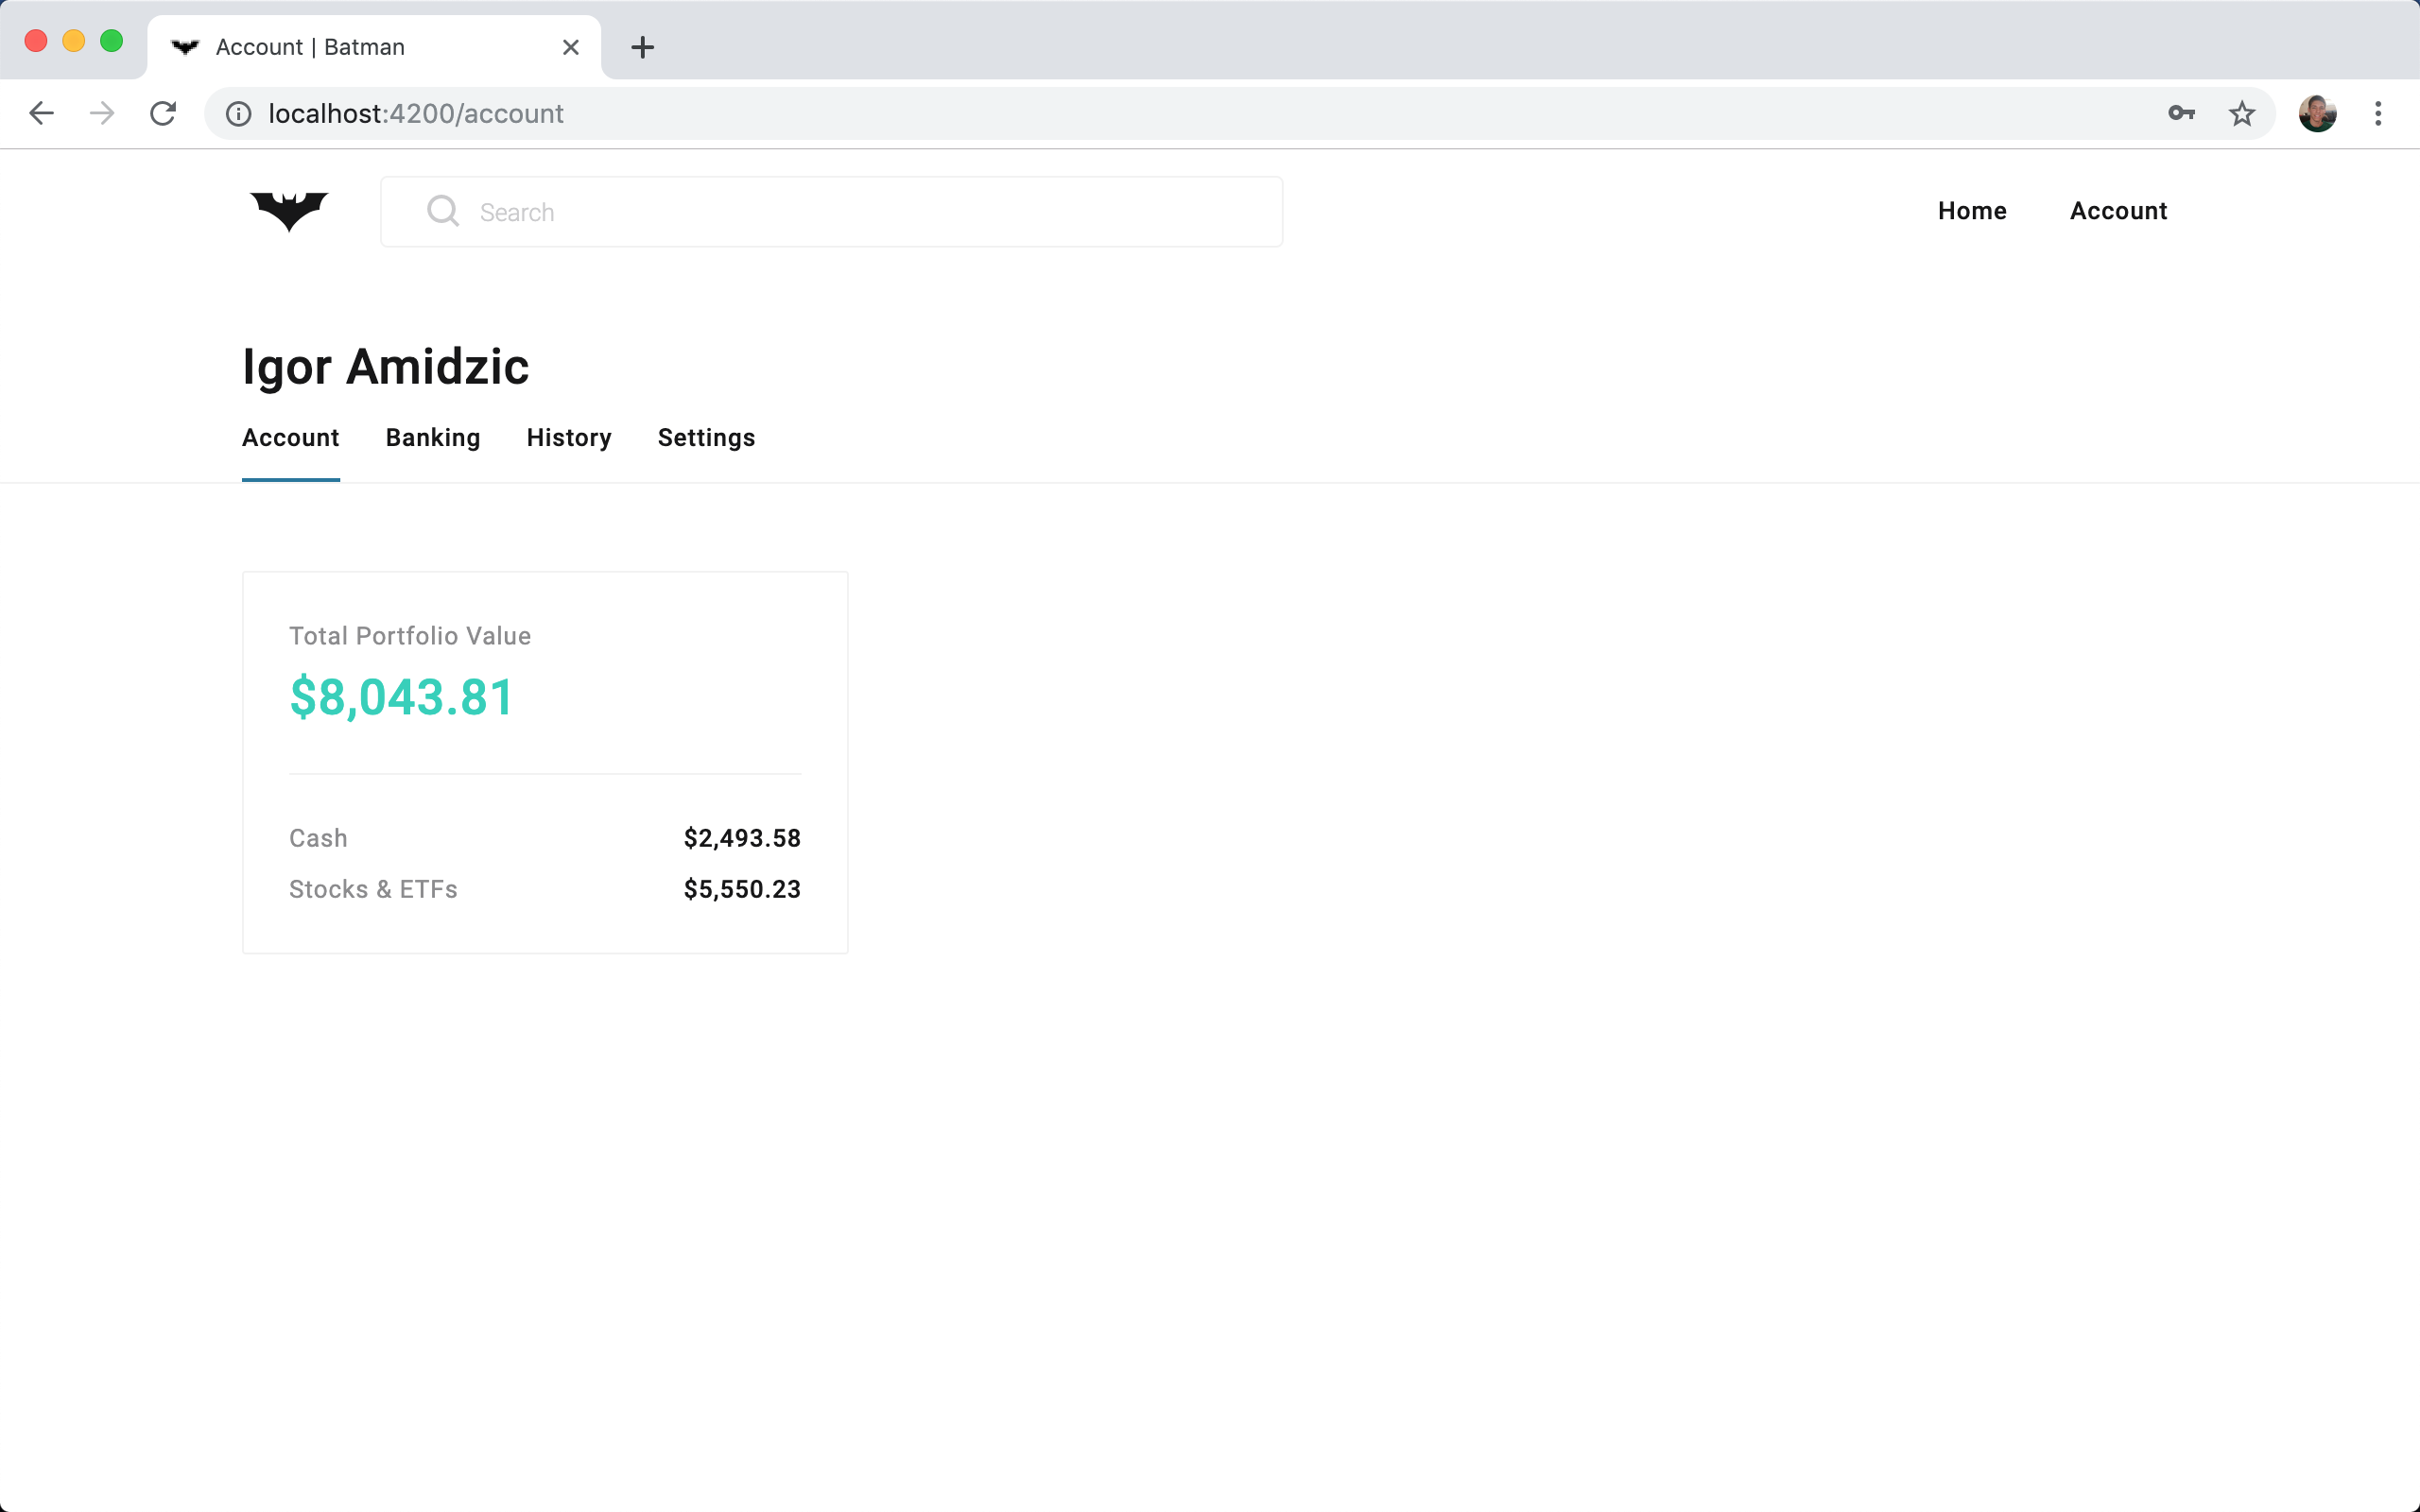 Account | Batman
localhost:4200/account
Search
Home Account
Igor Amidzic
Account Banking History Settings
Total Portfolio Value
$8,043.81
Cash $2,493.58
Stocks & ETFs $5,550.23